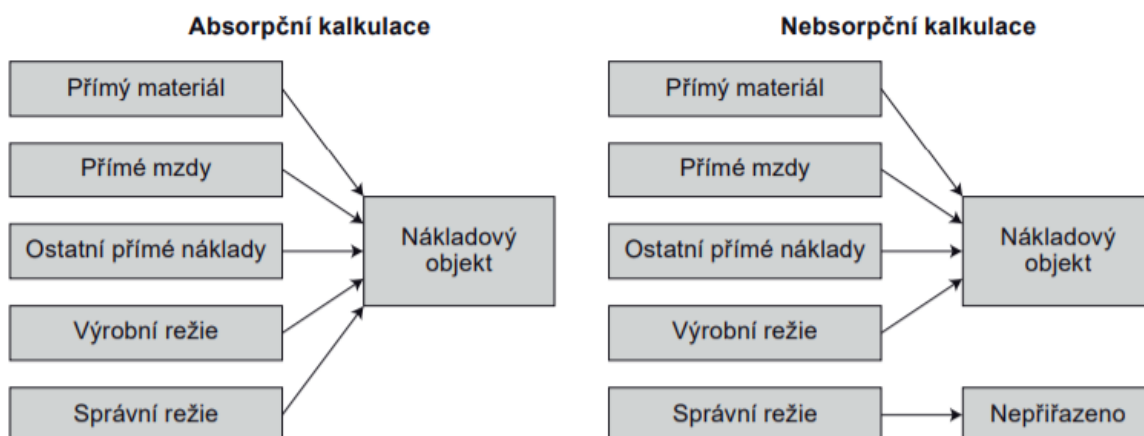 Absorpční kalkulace
Přímý materiál
Přímé mzdy
Ostatní přímé náklady
Výrobní režie
Správní režie
Nákladový
objekt
Nebsorpční kalkulace
Přímý materiál
Přímé mzdy
Ostatní přímé náklady
Výrobní režie
Správní režie
Nákladový
objekt
Nepřiřazeno